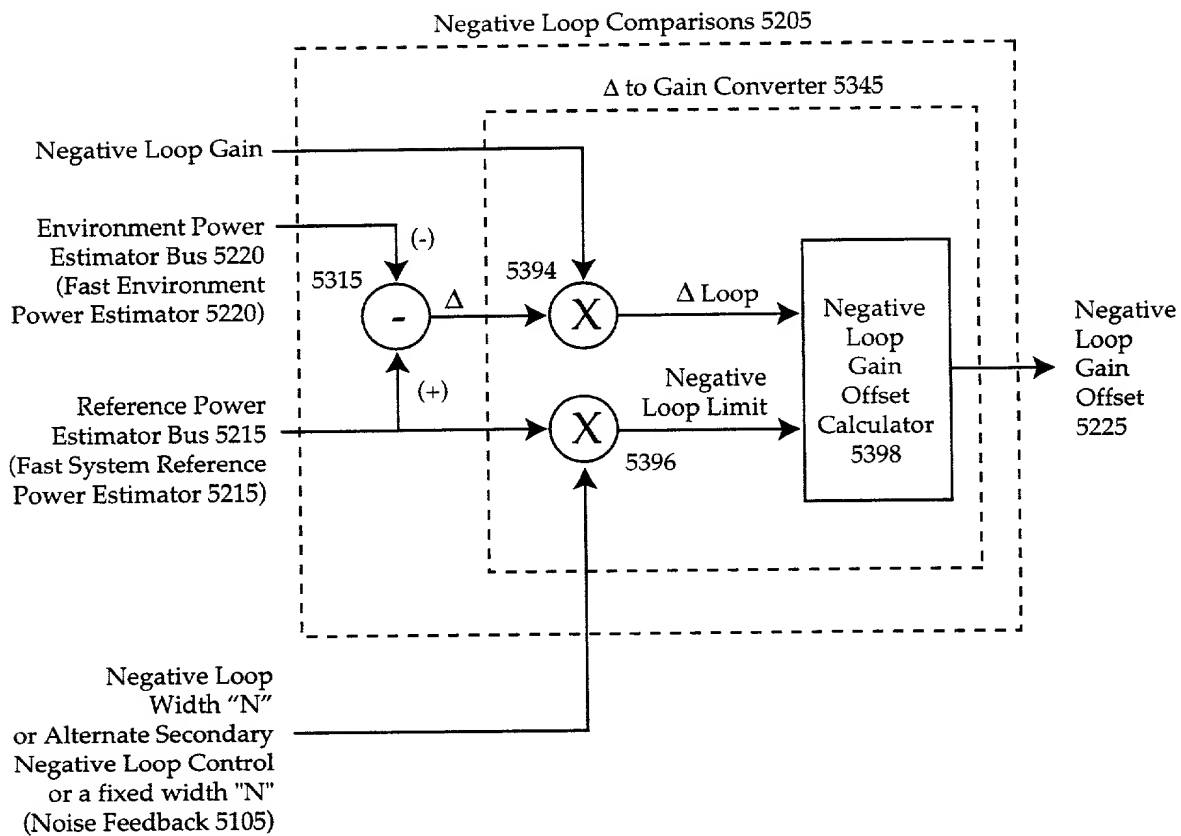 Negative Loop Comparisons 5205
Δ to Gain Converter 5345
Negative Loop Gain
Environment Power
Estimator Bus 5220
(Fast Environment
Power Estimator 5220)
(-)
5315
-
Δ
5394
X
Δ Loop
(+)
Reference Power
Estimator Bus 5215
(Fast System Reference
Power Estimator 5215)
Negative
Loop Limit
X
5396
Negative
Loop
Gain
Offset
Calculator
5398
Negative
Loop
Gain
Offset
5225
Negative Loop
Width "N"
or Alternate Secondary
Negative Loop Control
or a fixed width "N"
(Noise Feedback 5105)